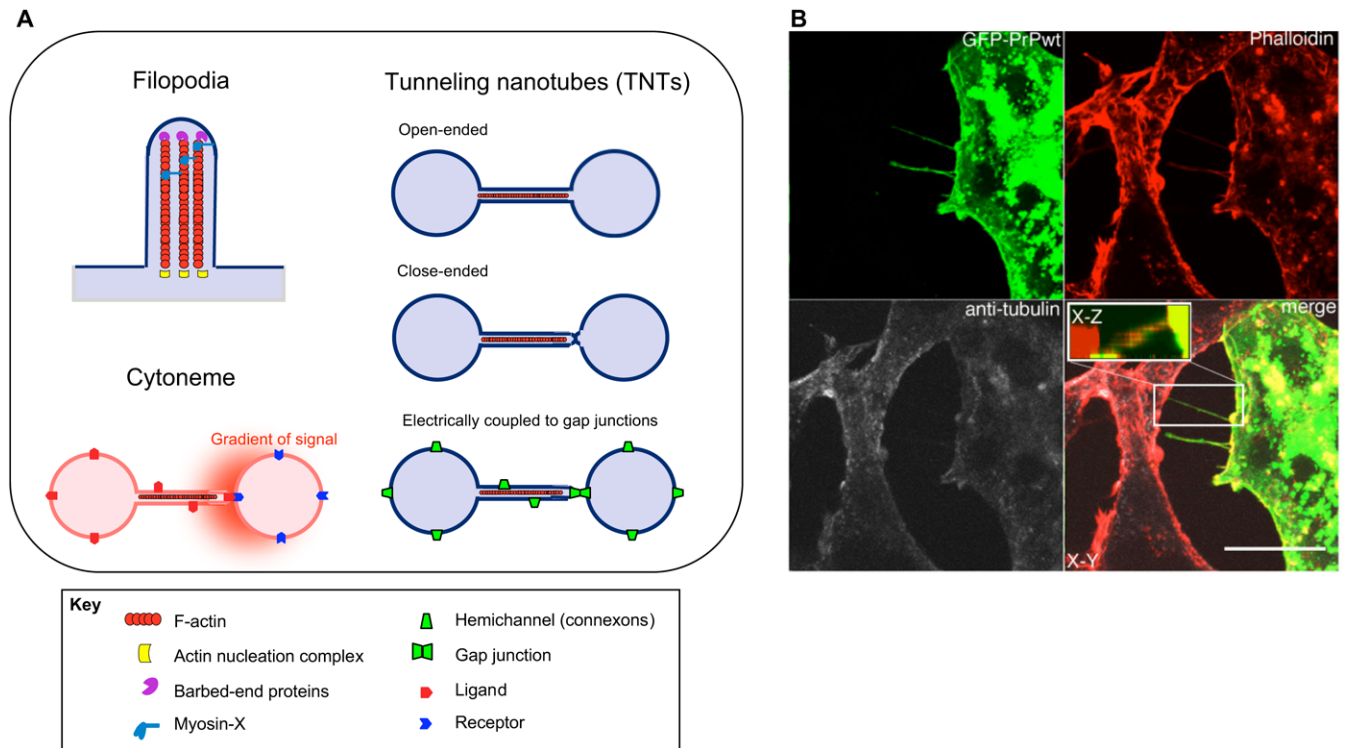 A
Filopodia
Tunneling nanotubes (TNTs)
Open-ended
Close-ended
Cytoneme
Gradient of signal
Electrically coupled to gap junctions
Key
F-actin
Actin nucleation complex
Barbed-end proteins
Myosin-X
Hemichannel (connexons)
Gap junction
Ligand
Receptor
B
GFP-PrPwt
Phalloidin
anti-tubulin
merge
X-Z
X-Y